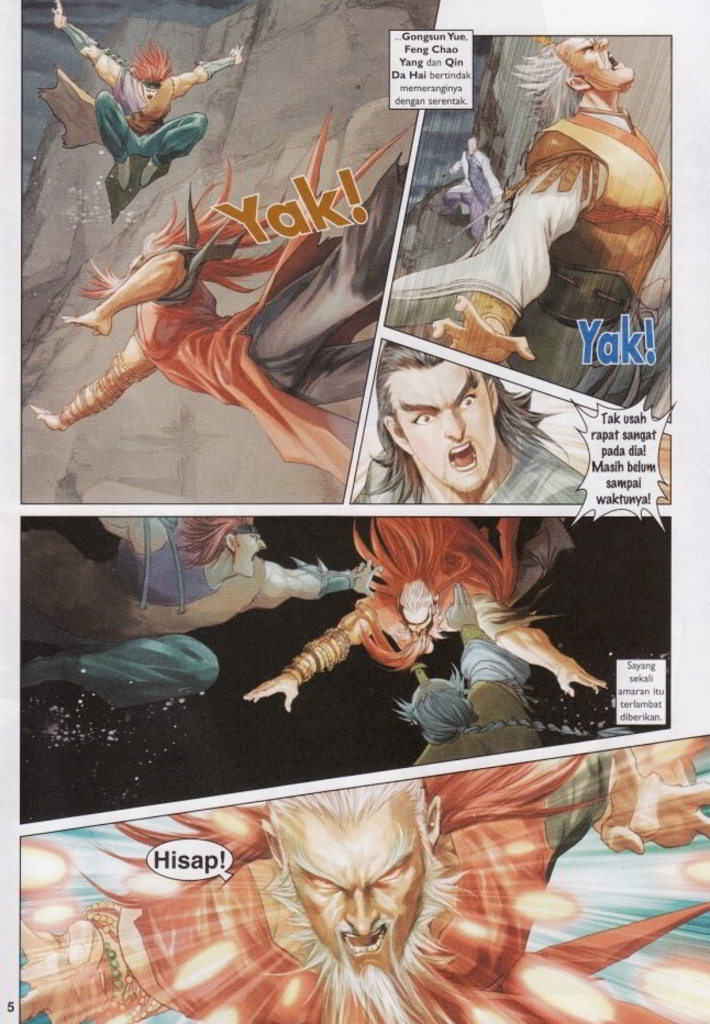 ...Gongsun Yue,
Feng Chao
Yang dan Qin
Da Hai bertindak
memeranginya
dengan serentak.
Yak!
Yak!
Tak usah
rapat sangat
pada dia!
Masih belum
sampai
waktunya!
Sayang
sekali
amaran itu
terlambat
diberikan.
Hisap!
5